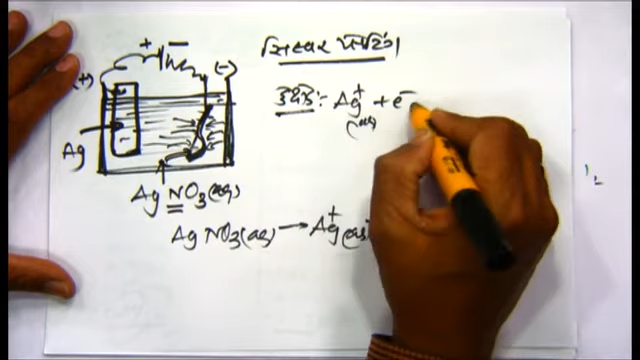 সিলভার প্লেটিং
(+) + − (−)
Ag⁺(aq) + e⁻
Ag
AgNO₃(aq)
AgNO₃(aq) → Ag⁺(aq)